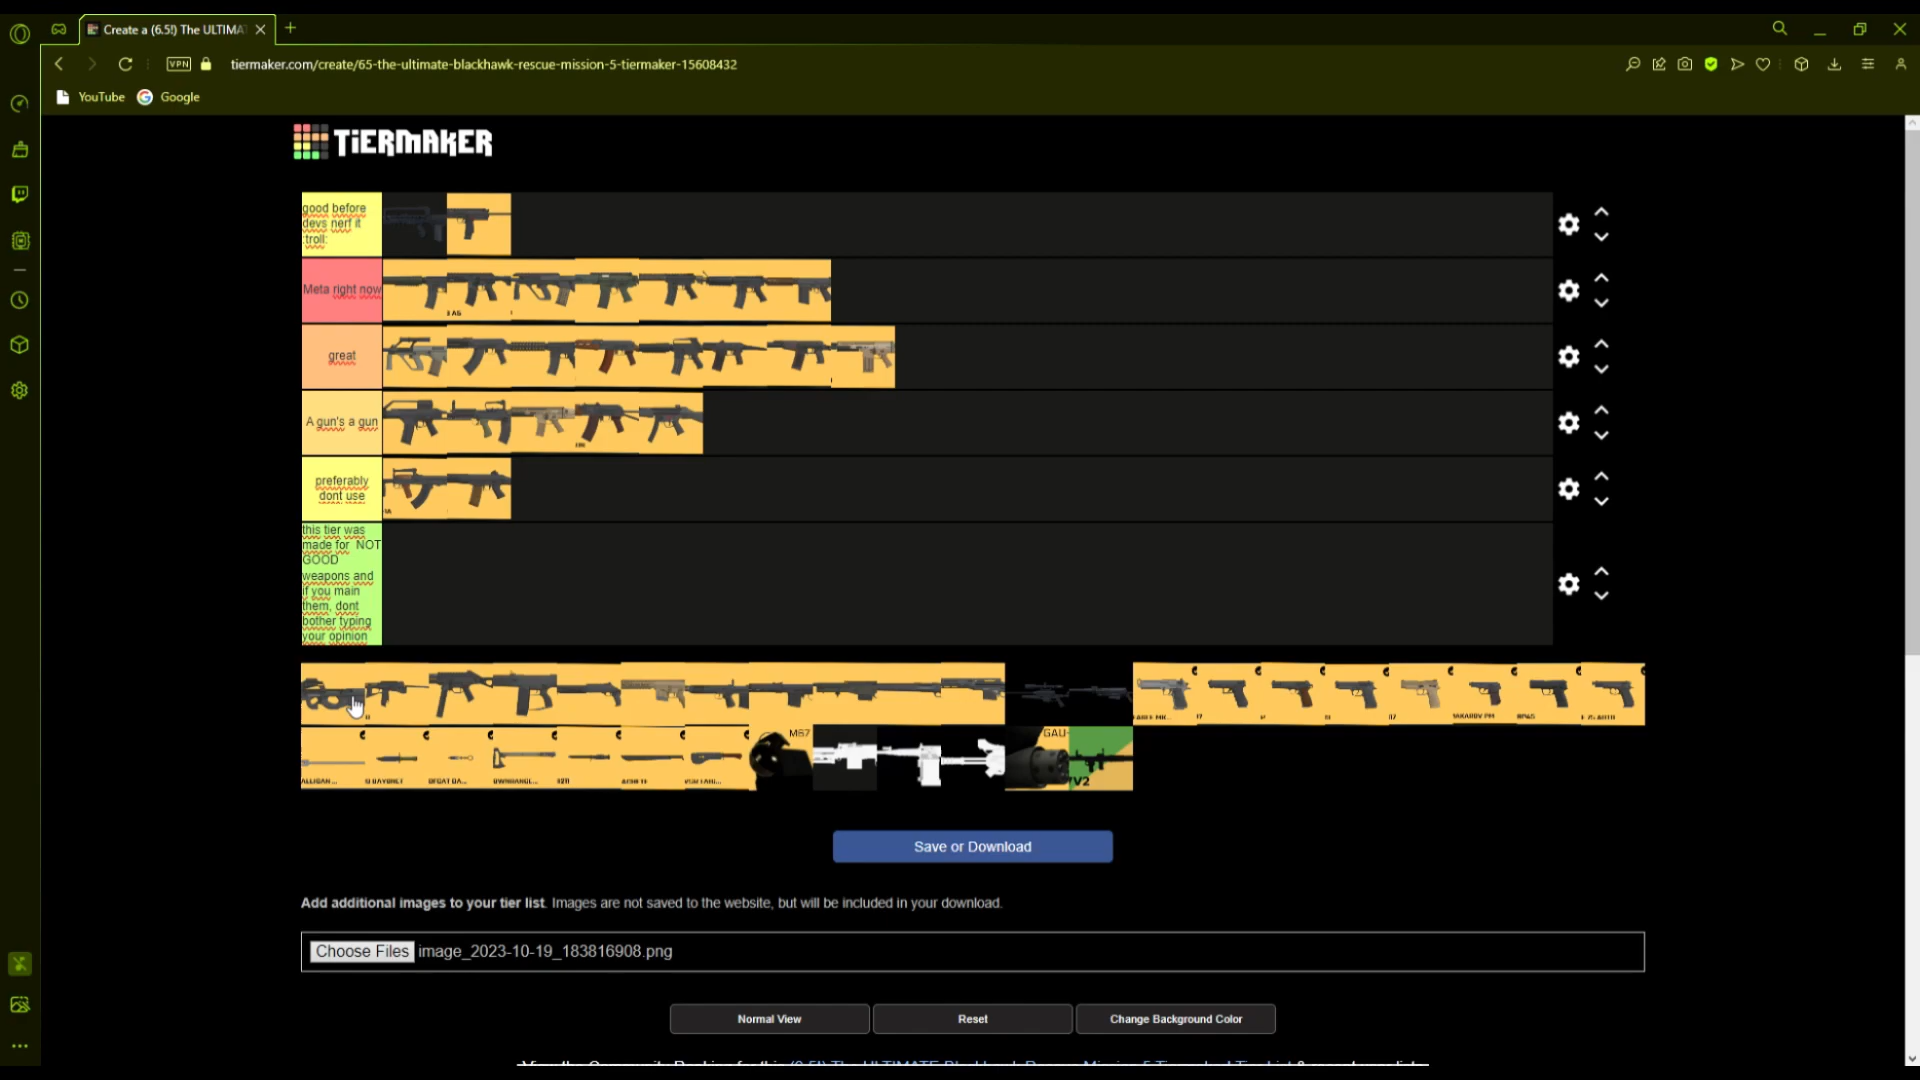 Create a (6.5!) The ULTIMA
VPN
tiermaker.com/create/65-the-ultimate-blackhawk-rescue-mission-5-tiermaker-15608432
YouTube
Google
TiERMAKER
good before
devs nerf it
:troll:
Meta right now
great
A gun's a gun
preferably
dont use
this tier was
made for NOT
GOOD
weapons and
if you main
them, dont
bother typing
your opinion
M67
GAU-
V2
Save or Download
Add additional images to your tier list. Images are not saved to the website, but will be included in your download.
Choose Files image_2023-10-19_183816908.png
Normal View
Reset
Change Background Color